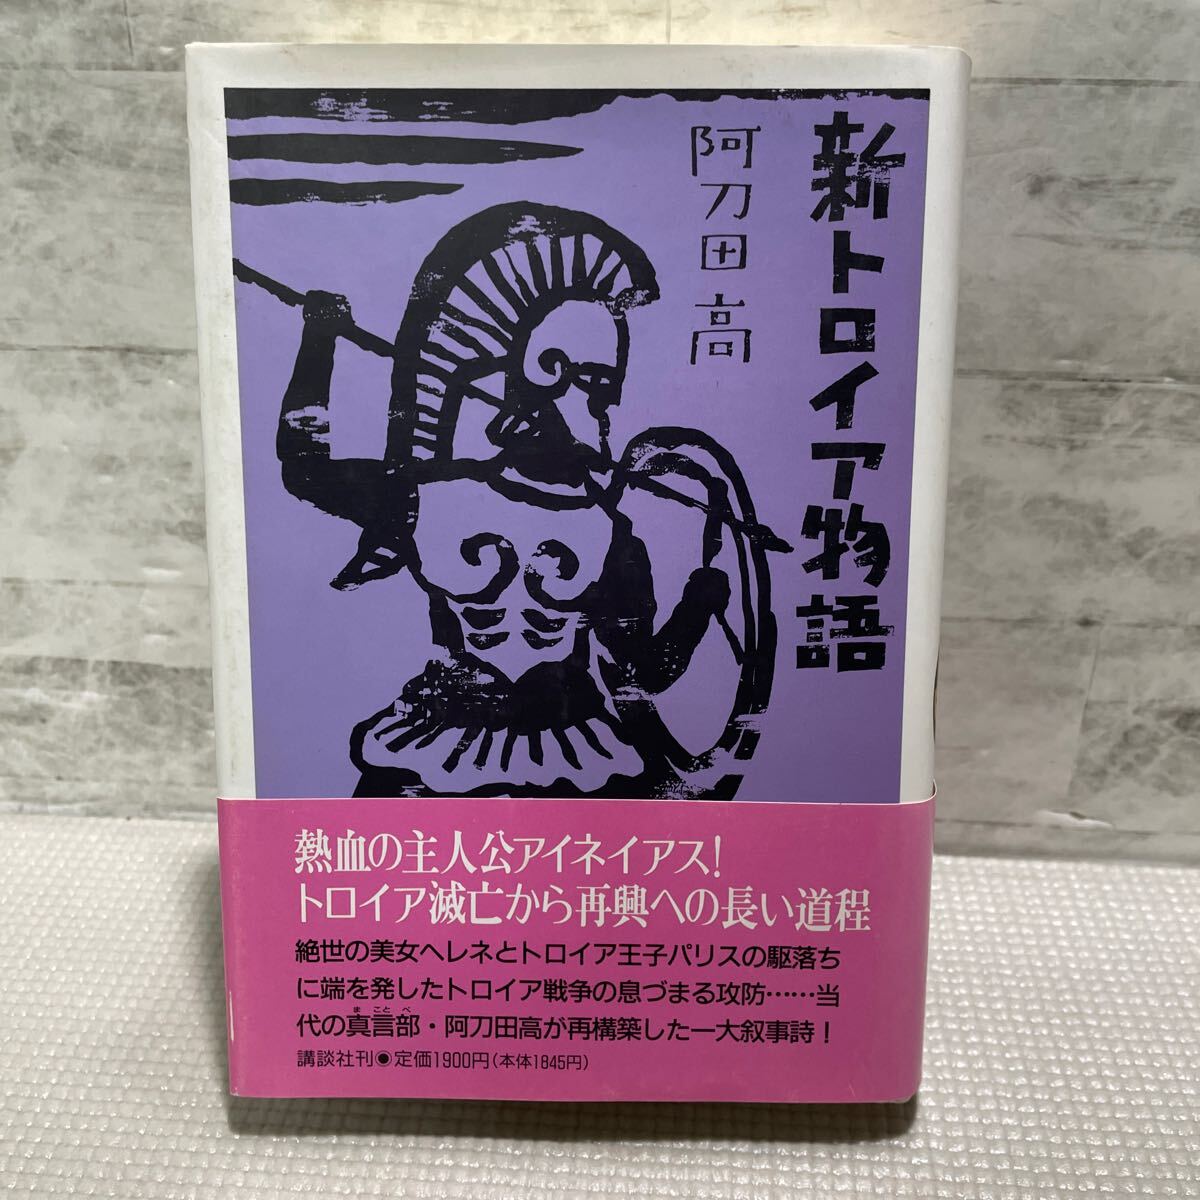 新トロイア物語
阿刀田高
熱血の主人公アイネイアス!
トロイア滅亡から再興への長い道程
絶世の美女ヘレネとトロイア王子パリスの駆落ち
に端を発したトロイア戦争の息づまる攻防……当
代の真言部・阿刀田高が再構築した一大叙事詩!
まことべ
講談社刊●定価1900円(本体1845円)